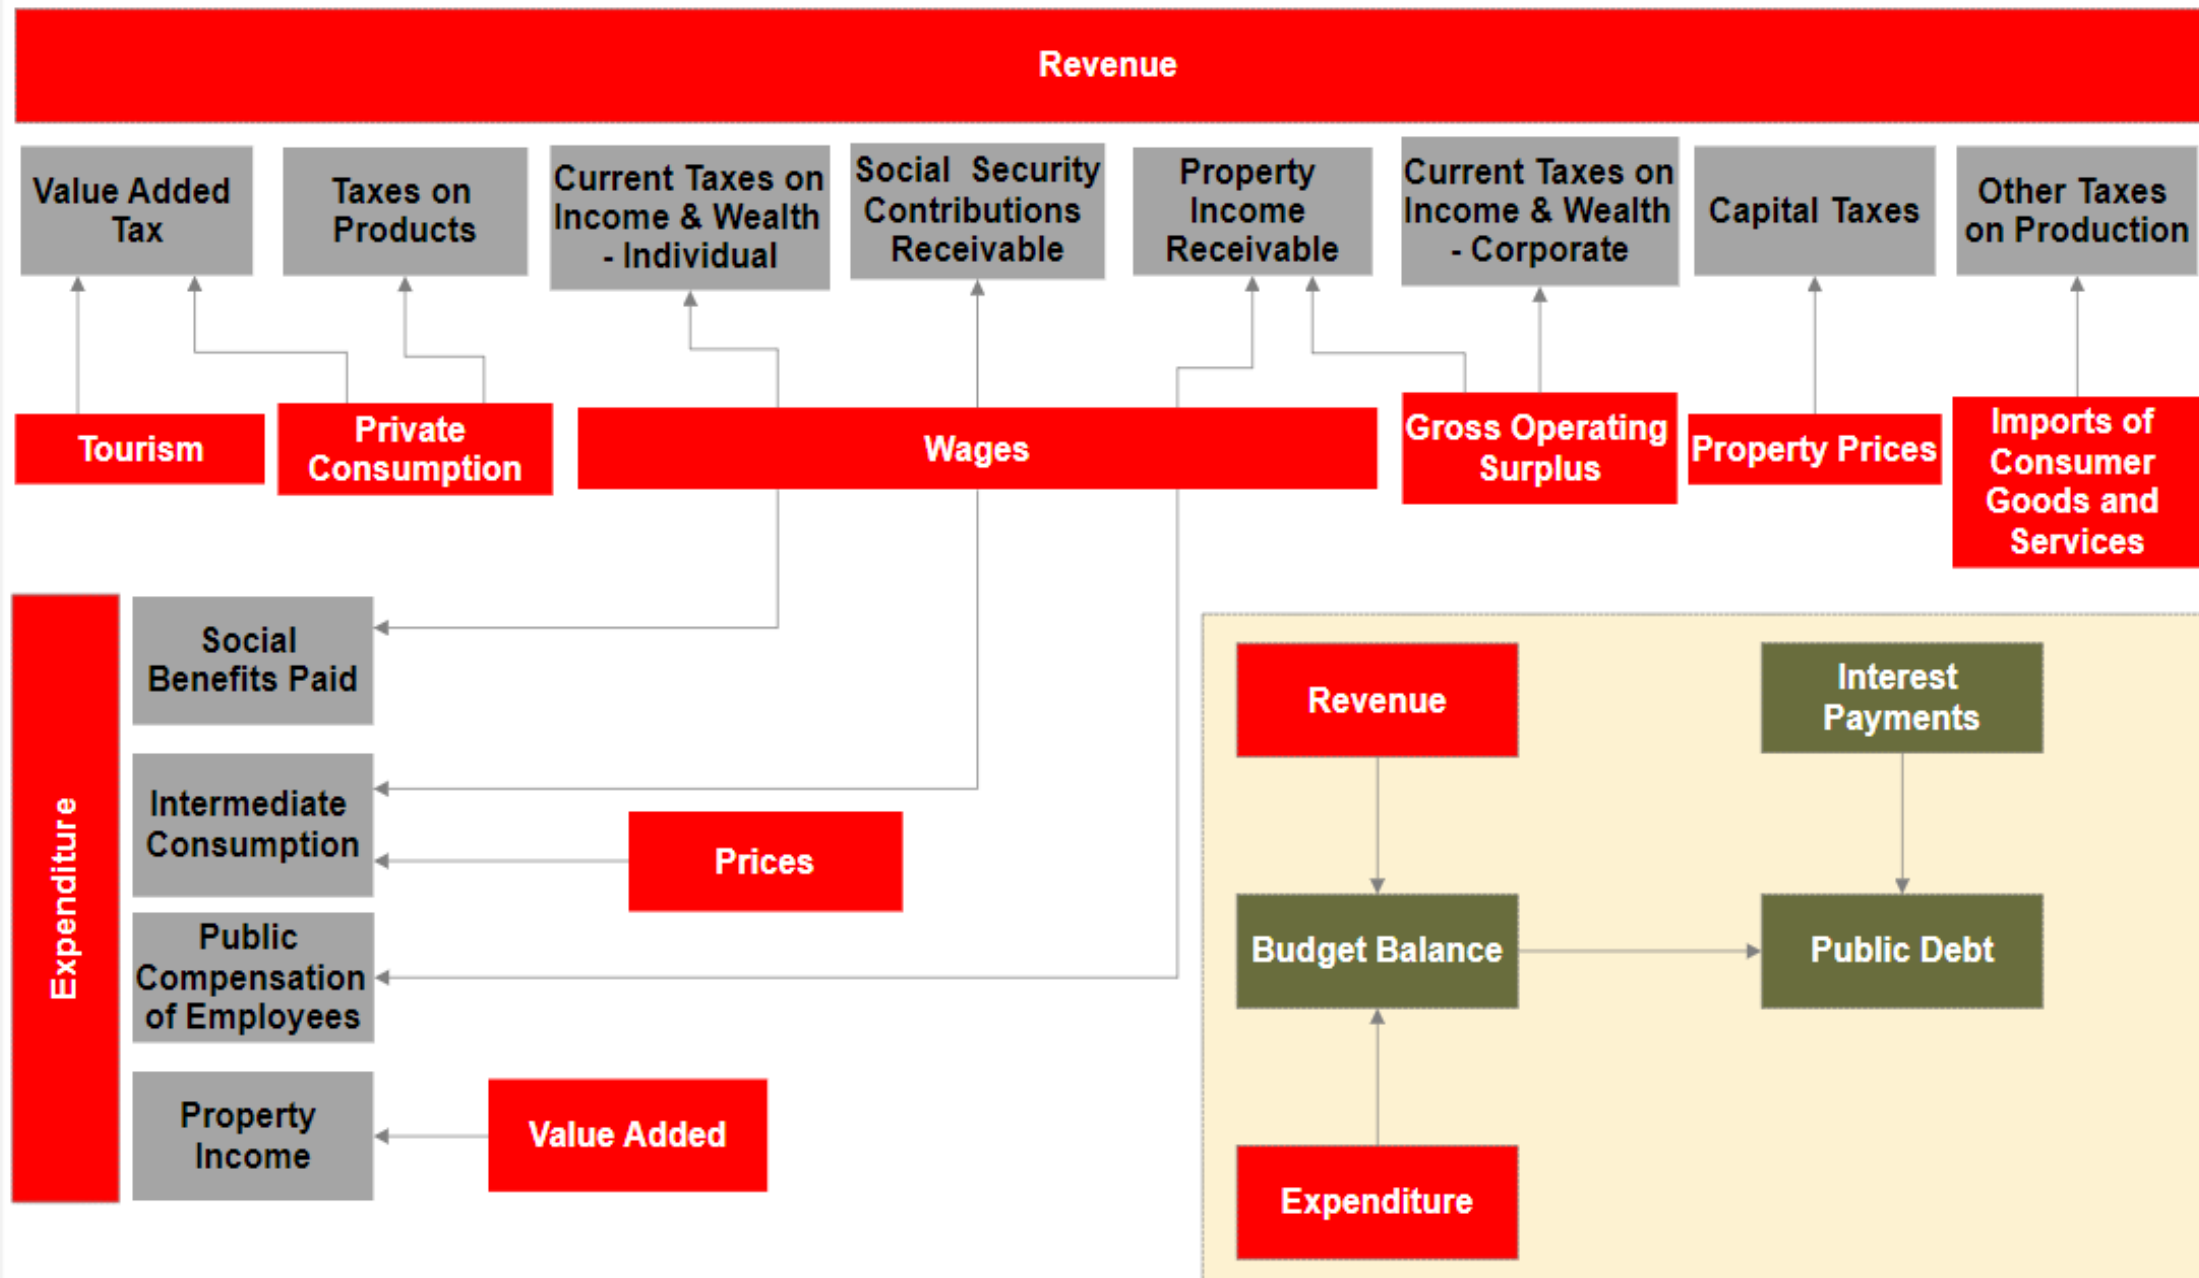 Revenue
Value Added
Tax
Taxes on
Products
Current Taxes on
Income & Wealth
- Individual
Social Security
Contributions
Receivable
Property
Income
Receivable
Current Taxes on
Income & Wealth
- Corporate
Capital Taxes
Other Taxes
on Production
Tourism
Private
Consumption
Wages
Gross Operating
Surplus
Property Prices
Imports of
Consumer
Goods and
Services
Expenditure
Social
Benefits Paid
Intermediate
Consumption
Prices
Public
Compensation
of Employees
Property
Income
Value Added
Revenue
Interest
Payments
Budget Balance
Public Debt
Expenditure